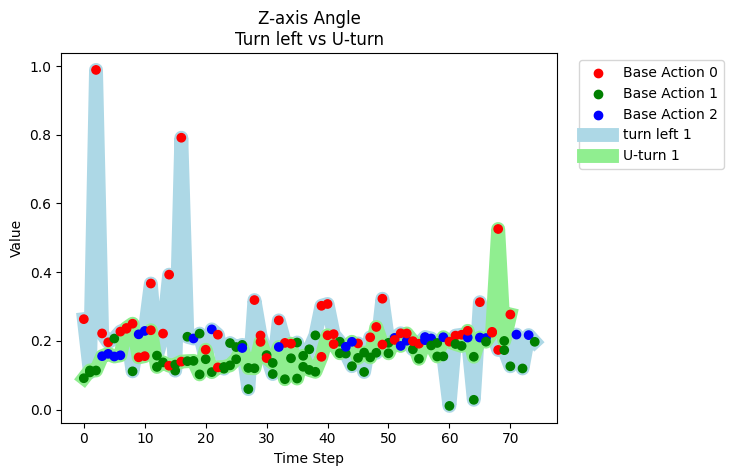 Z-axis Angle
Turn left vs U-turn
Value
1.0
0.8
0.6
0.4
0.2
0.0
0 10 20 30 40 50 60 70
Time Step
Base Action 0
Base Action 1
Base Action 2
turn left 1
U-turn 1